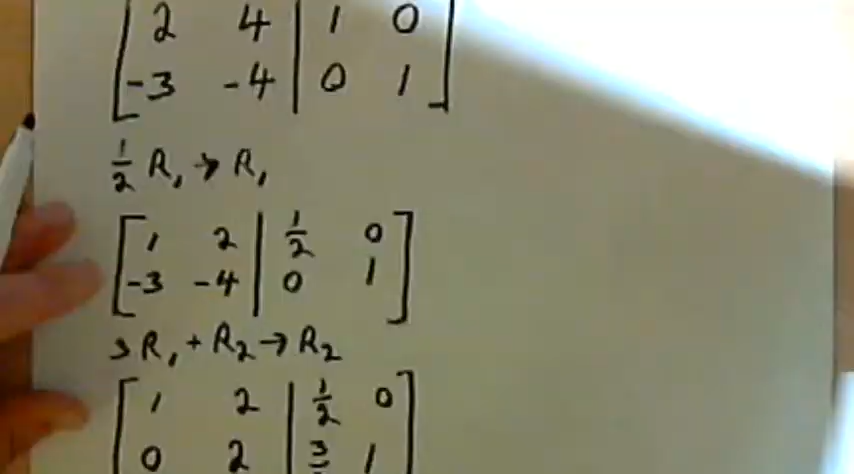 2 4 | 1 0
-3 -4 | 0 1
1/2 R₁ → R₁
1 2 | 1/2 0
-3 -4 | 0 1
3R₁ + R₂ → R₂
1 2 | 1/2 0
0 2 | 3/ 1